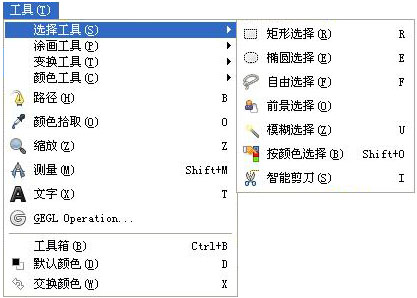 工具(T)
选择工具(S)
涂画工具(P)
变换工具(T)
颜色工具(C)
路径(H) B
颜色拾取(O) O
缩放(Z) Z
测量(M) Shift+M
文字(X) T
GEGL Operation...
工具箱(B) Ctrl+B
默认颜色(D) D
交换颜色(W) X
矩形选择(R) R
椭圆选择(E) E
自由选择(F) F
前景选择(O)
模糊选择(Z) U
按颜色选择(B) Shift+O
智能剪刀(S) I